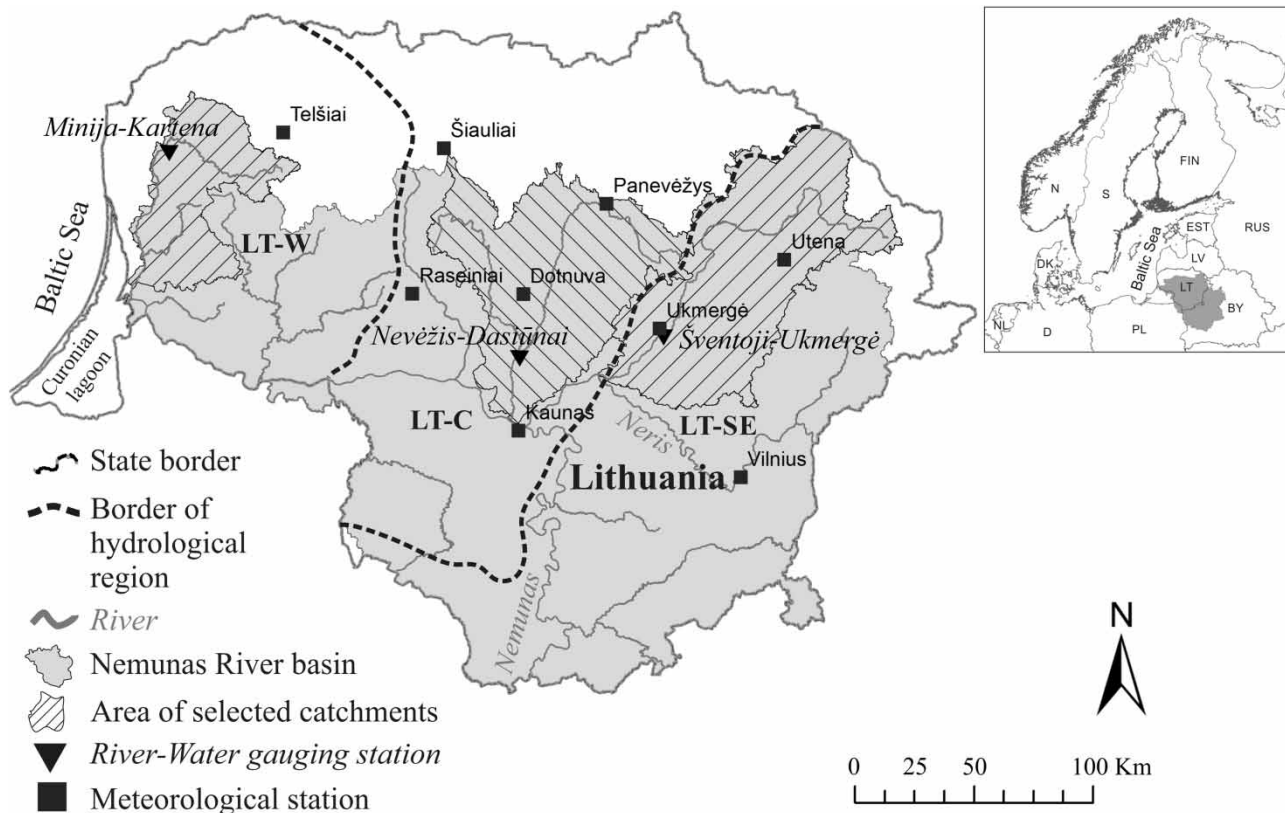 Telšiai
Minija-Kartena
Šiauliai
Panevėžys
LT-W
Utena
Raseiniai
Dotnuva
Ukmergė
Nevėžis-Dasiūnai
Šventoji-Ukmergė
Baltic Sea
Curonian
lagoon
LT-C
Kaunas
Neris
LT-SE
Vilnius
Lithuania
Nemunas
State border
Border of
hydrological
region
River
Nemunas River basin
Area of selected catchments
River-Water gauging station
Meteorological station
N
0 25 50 100 Km
FIN
N
S
EST
RUS
Baltic Sea
LV
DK
LT
BY
NL
D
PL